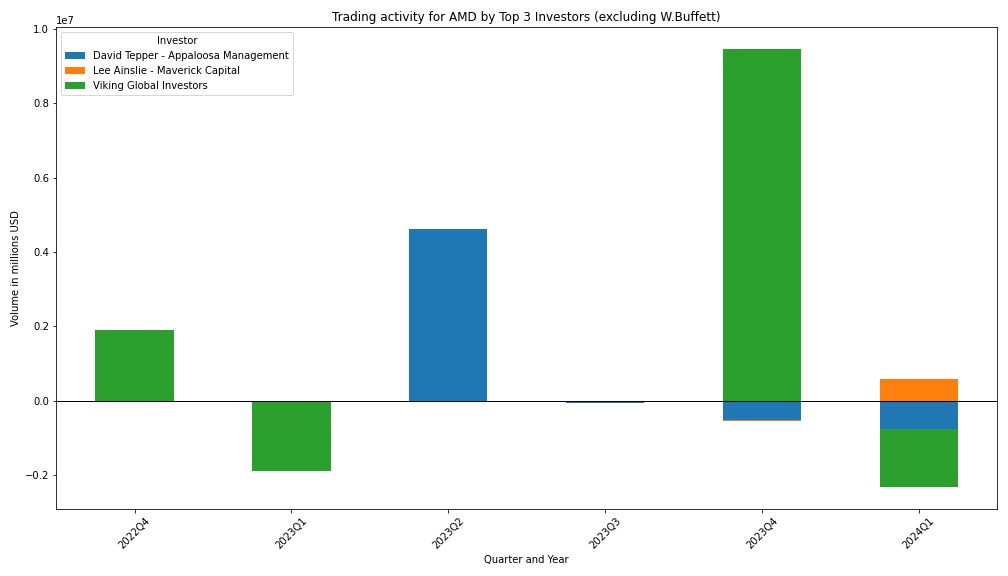 Trading activity for AMD by Top 3 Investors (excluding W.Buffett)
1e7
Investor
David Tepper - Appaloosa Management
Lee Ainslie - Maverick Capital
Viking Global Investors
Volume in millions USD
1.0
0.8
0.6
0.4
0.2
0.0
−0.2
2022Q4 2023Q1 2023Q2 2023Q3 2023Q4 2024Q1
Quarter and Year